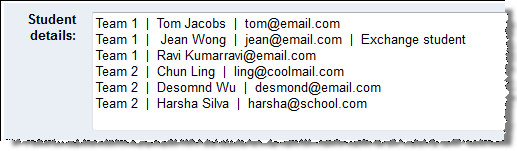 Student details:
Team 1 | Tom Jacobs | tom@email.com
Team 1 | Jean Wong | jean@email.com | Exchange student
Team 1 | Ravi Kumarravi@email.com
Team 2 | Chun Ling | ling@coolmail.com
Team 2 | Desomnd Wu | desmond@email.com
Team 2 | Harsha Silva | harsha@school.com